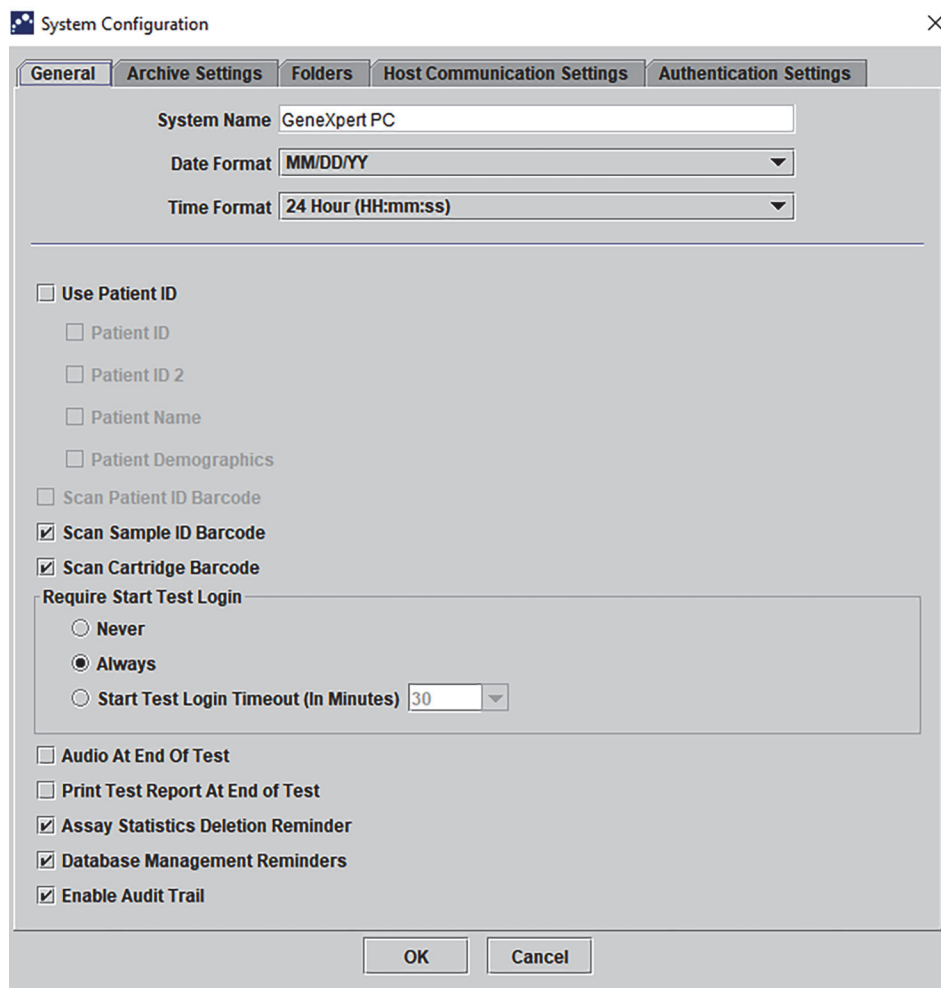 System Configuration
General Archive Settings Folders Host Communication Settings Authentication Settings
System Name GeneXpert PC
Date Format MM/DD/YY
Time Format 24 Hour (HH:mm:ss)
Use Patient ID
Patient ID
Patient ID 2
Patient Name
Patient Demographics
Scan Patient ID Barcode
Scan Sample ID Barcode
Scan Cartridge Barcode
Require Start Test Login
Never
Always
Start Test Login Timeout (In Minutes) 30
Audio At End Of Test
Print Test Report At End of Test
Assay Statistics Deletion Reminder
Database Management Reminders
Enable Audit Trail
OK Cancel